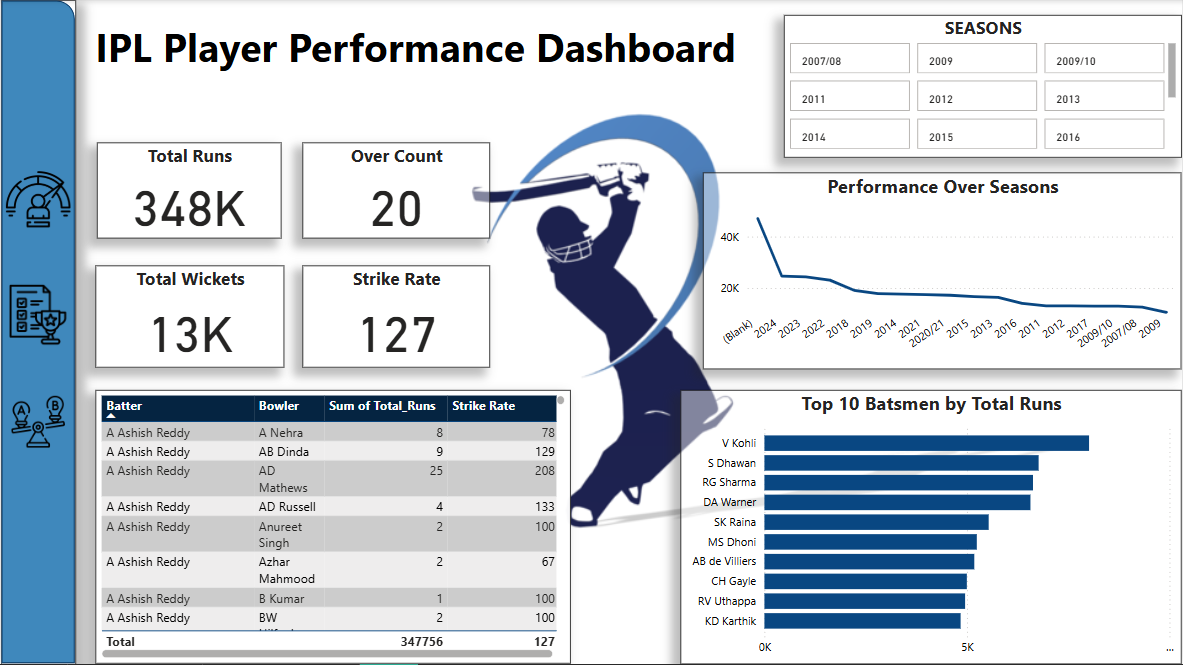 IPL Player Performance Dashboard
SEASONS
2007/08 2009 2009/10
2011 2012 2013
2014 2015 2016
Total Runs
348K
Over Count
20
Total Wickets
13K
Strike Rate
127
Performance Over Seasons
40K
20K
(Blank) 2024 2023 2022 2018 2019 2014 2021 2020/21 2015 2013 2016 2011 2012 2017 2009/10 2007/08 2009
A
B
Batter Bowler Sum of Total_Runs Strike Rate
A Ashish Reddy A Nehra 8 78
A Ashish Reddy AB Dinda 9 129
A Ashish Reddy AD 25 208
Mathews
A Ashish Reddy AD Russell 4 133
A Ashish Reddy Anureet 2 100
Singh
A Ashish Reddy Azhar 2 67
Mahmood
A Ashish Reddy B Kumar 1 100
A Ashish Reddy BW 2 100
Total 347756 127
Top 10 Batsmen by Total Runs
V Kohli
S Dhawan
RG Sharma
DA Warner
SK Raina
MS Dhoni
AB de Villiers
CH Gayle
RV Uthappa
KD Karthik
0K 5K ...